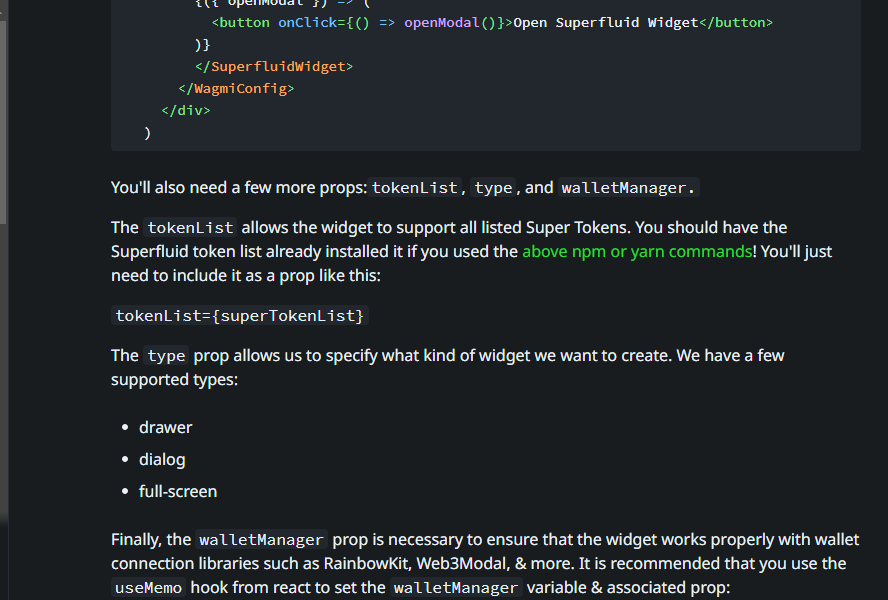 {({ openModal }) => (
<button onClick={() => openModal()}>Open Superfluid Widget</button>
)}
</SuperfluidWidget>
</WagmiConfig>
</div>
)
You'll also need a few more props: tokenList, type, and walletManager.
The tokenList allows the widget to support all listed Super Tokens. You should have the
Superfluid token list already installed it if you used the above npm or yarn commands! You'll just
need to include it as a prop like this:
tokenList={superTokenList}
The type prop allows us to specify what kind of widget we want to create. We have a few
supported types:
• drawer
• dialog
• full-screen
Finally, the walletManager prop is necessary to ensure that the widget works properly with wallet
connection libraries such as RainbowKit, Web3Modal, & more. It is recommended that you use the
useMemo hook from react to set the walletManager variable & associated prop: